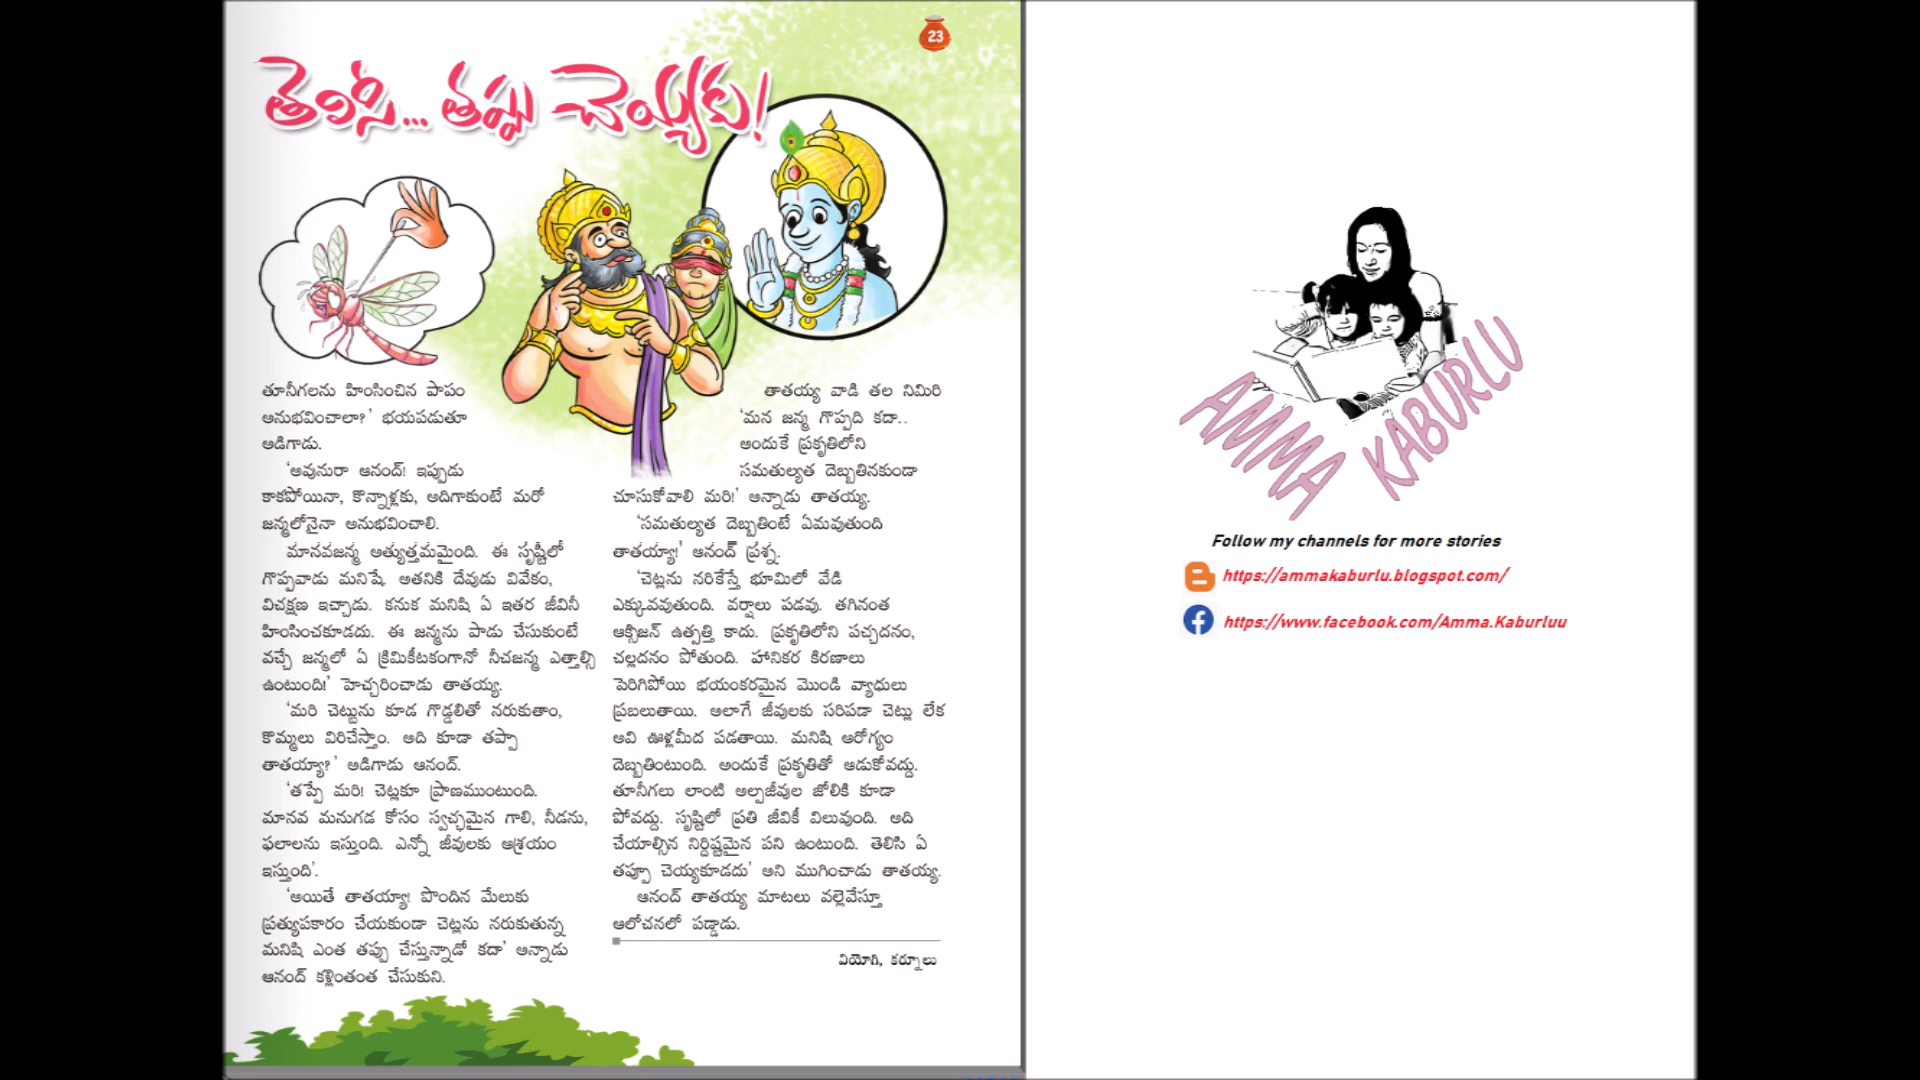 23
తెలిసీ... తప్పు చెయ్యకు!
తూనీగలను హింసించిన పాపం
అనుభవించాలా?’ భయపడుతూ
అడిగాడు.
‘అవునురా ఆనంద్! ఇప్పుడు
కాకపోయినా, కొన్నాళ్లకు, అదిగాకుంటే మరో
జన్మలోనైనా అనుభవించాలి.
మానవజన్మ అత్యుత్తమమైంది. ఈ సృష్టిలో
గొప్పవాడు మనిషే. అతనికి దేవుడు వివేకం,
విచక్షణ ఇచ్చాడు. కనుక మనిషి ఏ ఇతర జీవినీ
హింసించకూడదు. ఈ జన్మను పాడు చేసుకుంటే
వచ్చే జన్మలో ఏ క్రిమికీటకంగానో నీచజన్మ ఎత్తాల్సి
ఉంటుంది!’ హెచ్చరించాడు తాతయ్య.
‘మరి చెట్లును కూడ గొడ్డలితో నరుకుతాం,
కొమ్మలు విరిచేస్తాం. అది కూడా తప్పా
తాతయ్యా?’ అడిగాడు ఆనంద్.
‘తప్పే మరి! చెట్లకూ ప్రాణముంటుంది.
మానవ మనుగడ కోసం స్వచ్ఛమైన గాలి, నీడను,
ఫలాలను ఇస్తుంది. ఎన్నో జీవులకు ఆశ్రయం
ఇస్తుంది’.
‘అయితే తాతయ్యా! పొందిన మేలుకు
ప్రత్యుపకారం చేయకుండా చెట్లను నరుకుతున్న
మనిషి ఎంత తప్పు చేస్తున్నాడో కదా’ అన్నాడు
ఆనంద్ కళ్లింతంత చేసుకుని.
తాతయ్య వాడి తల నిమిరి
‘మన జన్మ గొప్పది కదా..
అందుకే ప్రకృతిలోని
సమతుల్యత దెబ్బతినకుండా
చూసుకోవాలి మరి!’ అన్నాడు తాతయ్య.
‘సమతుల్యత దెబ్బతింటే ఏమవుతుంది
తాతయ్యా!’ ఆనంద్ ప్రశ్న.
‘చెట్లను నరికేస్తే భూమిలో వేడి
ఎక్కువవుతుంది. వర్షాలు పడవు. తగినంత
ఆక్సిజన్ ఉత్పత్తి కాదు. ప్రకృతిలోని పచ్చదనం,
చల్లదనం పోతుంది. హానికర కిరణాలు
పెరిగిపోయి భయంకరమైన మొండి వ్యాధులు
ప్రబలుతాయి. అలాగే జీవులకు సరిపడా చెట్లు లేక
అవి ఊళ్లమీద పడతాయి. మనిషి ఆరోగ్యం
దెబ్బతింటుంది. అందుకే ప్రకృతితో ఆడుకోవద్దు.
తూనీగలు లాంటి అల్పజీవుల జోలికి కూడా
పోవద్దు. సృష్టిలో ప్రతి జీవికీ విలువుంది. అది
చేయాల్సిన నిర్దిష్టమైన పని ఉంటుంది. తెలిసి ఏ
తప్పూ చెయ్యకూడదు’ అని ముగించాడు తాతయ్య.
ఆనంద్ తాతయ్య మాటలు వల్లెవేస్తూ
ఆలోచనలో పడ్డాడు.
వియోగి, కర్నూలు
AMMA KABURLU
Follow my channels for more stories
https://ammakaburlu.blogspot.com/
https://www.facebook.com/Amma.Kaburluu